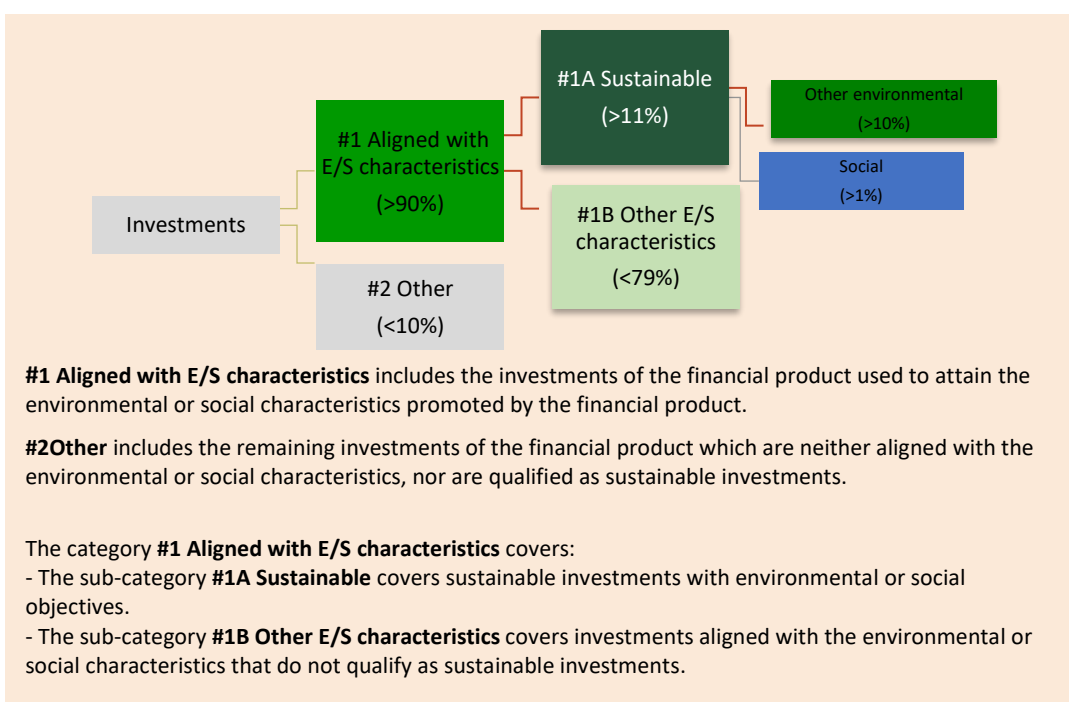 Investments
#1 Aligned with
E/S characteristics
(>90%)
#2 Other
(<10%)
#1A Sustainable
(>11%)
#1B Other E/S
characteristics
(<79%)
Other environmental
(>10%)
Social
(>1%)
#1 Aligned with E/S characteristics includes the investments of the financial product used to attain the
environmental or social characteristics promoted by the financial product.
#2Other includes the remaining investments of the financial product which are neither aligned with the
environmental or social characteristics, nor are qualified as sustainable investments.
The category #1 Aligned with E/S characteristics covers:
- The sub-category #1A Sustainable covers sustainable investments with environmental or social
objectives.
- The sub-category #1B Other E/S characteristics covers investments aligned with the environmental or
social characteristics that do not qualify as sustainable investments.